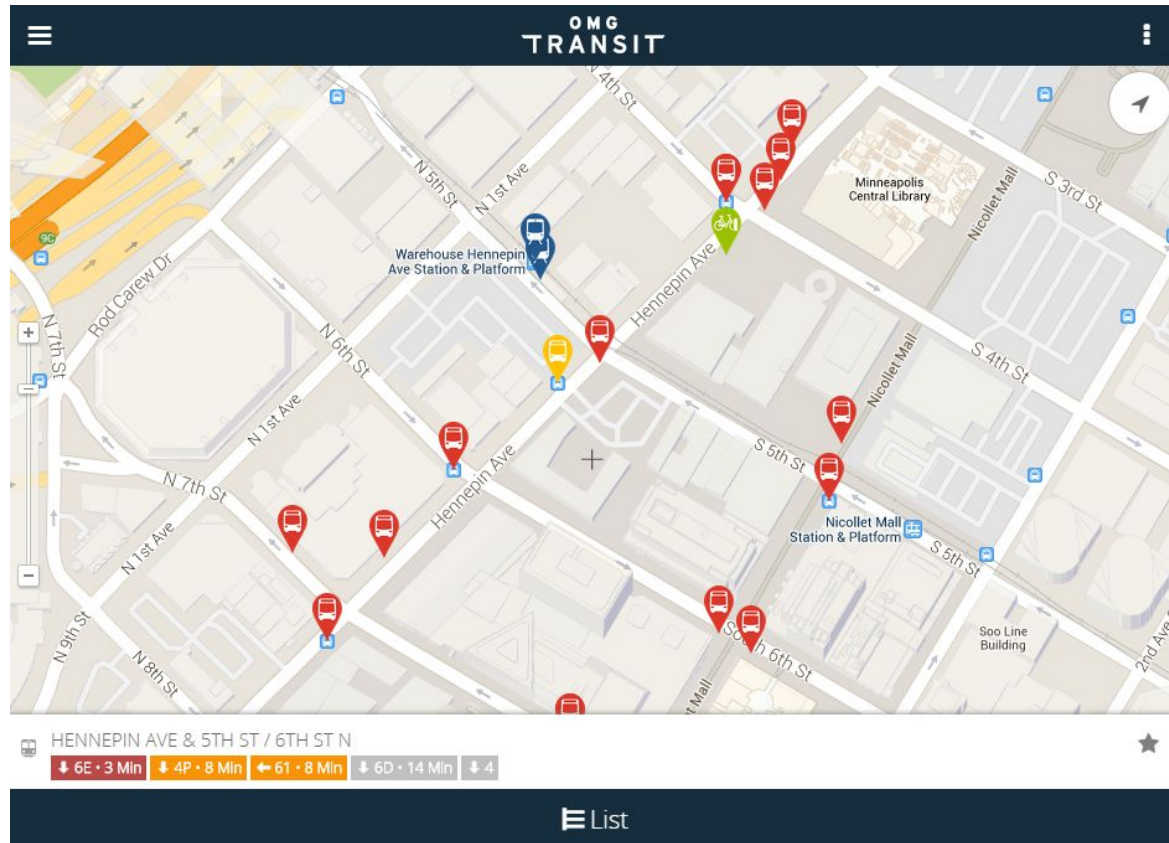 OMG
TRANSIT
N 4th St
N 5th St
N 1st Ave
S 3rd St
Minneapolis
Central Library
Nicollet Mall
9C
Warehouse Hennepin
Ave Station & Platform
Hennepin Ave
Rod Carew Dr
N 7th St
N 6th St
Nicollet Mall
S 4th St
N 1st Ave
S 5th St
N 7th St
Hennepin Ave
Nicollet Mall
Station & Platform
S 5th St
N 1st Ave
South 6th St
Soo Line
Building
N 9th St
N 8th St
2nd Ave
Mall
HENNEPIN AVE & 5TH ST / 6TH ST N
↓ 6E • 3 Min ↓ 4P • 8 Min ← 61 • 8 Min ↓ 6D • 14 Min ↓ 4
List